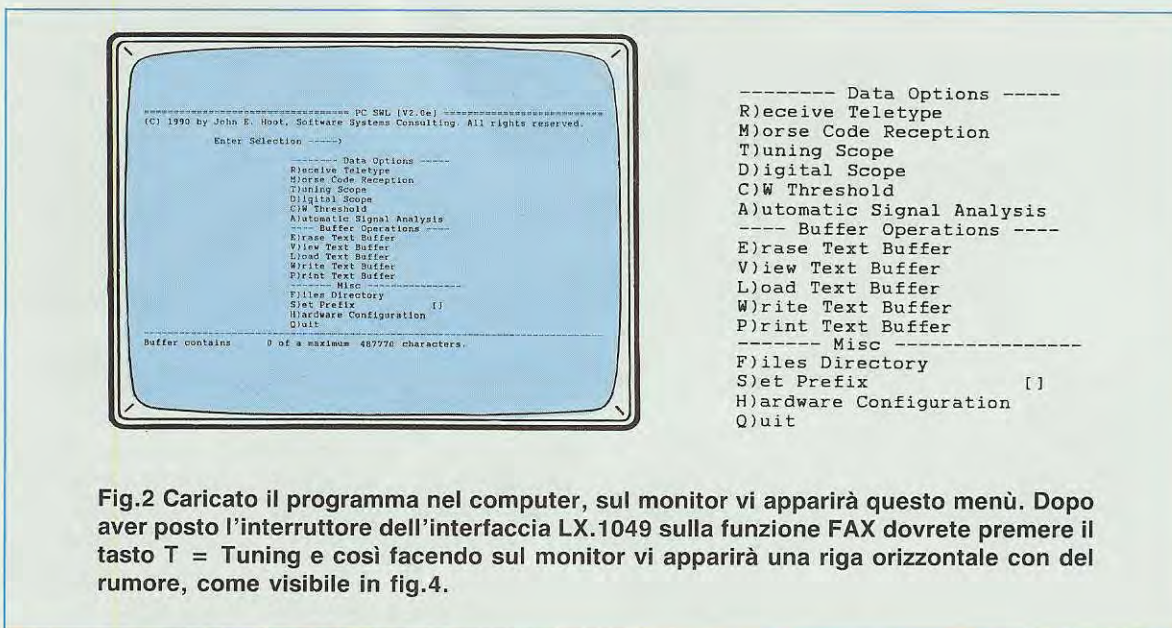 ================================== PC SWL [V2.0e] ===========================
(C) 1990 by John E. Hoot, Software Systems Consulting. All rights reserved.
Enter Selection -----)
-------- Data Options -----
R)eceive Teletype
M)orse Code Reception
T)uning Scope
D)igital Scope
C)W Threshold
A)utomatic Signal Analysis
---- Buffer Operations ----
E)rase Text Buffer
V)iew Text Buffer
L)oad Text Buffer
W)rite Text Buffer
P)rint Text Buffer
------- Misc ----------------
F)iles Directory
S)et Prefix []
H)ardware Configuration
Q)uit
Buffer contains 0 of a maximum 487770 characters.
-------- Data Options -----
R)eceive Teletype
M)orse Code Reception
T)uning Scope
D)igital Scope
C)W Threshold
A)utomatic Signal Analysis
---- Buffer Operations ----
E)rase Text Buffer
V)iew Text Buffer
L)oad Text Buffer
W)rite Text Buffer
P)rint Text Buffer
------- Misc ----------------
F)iles Directory
S)et Prefix []
H)ardware Configuration
Q)uit
Fig.2 Caricato il programma nel computer, sul monitor vi apparirà questo menù. Dopo
aver posto l'interruttore dell'interfaccia LX.1049 sulla funzione FAX dovrete premere il
tasto T = Tuning e così facendo sul monitor vi apparirà una riga orizzontale con del
rumore, come visibile in fig.4.